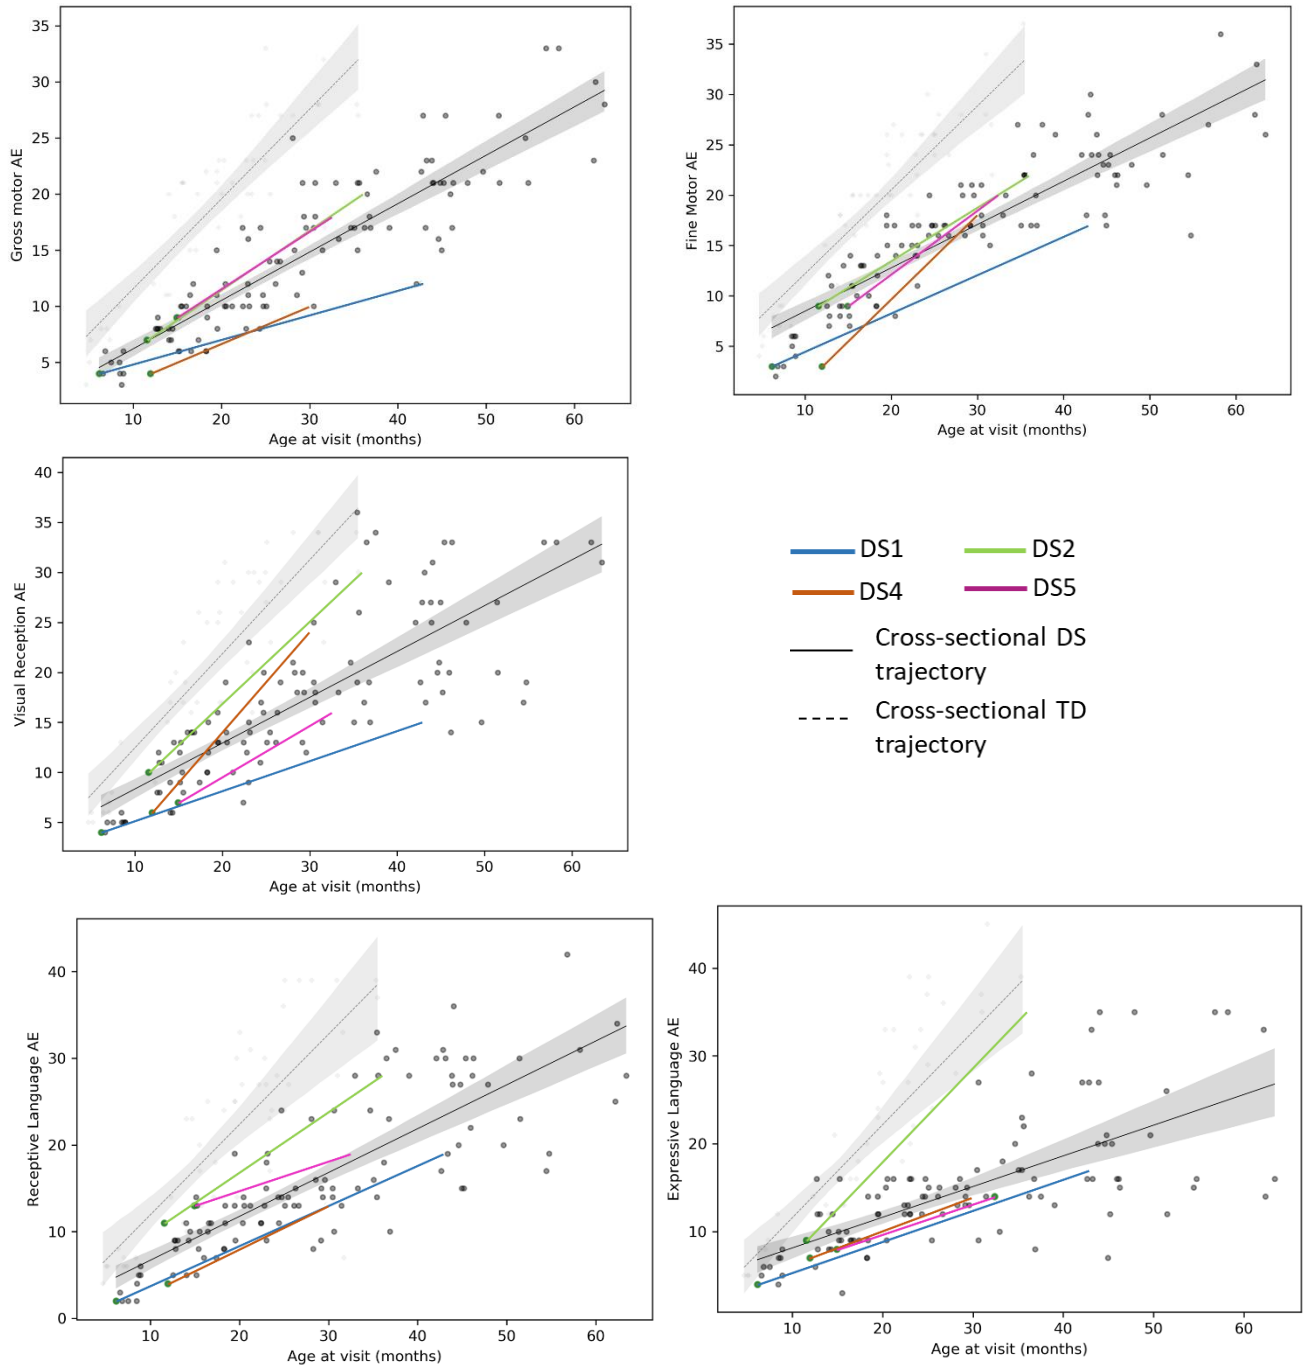 35
30
25
20
15
10
5
Gross motor AE
10 20 30 40 50 60
Age at visit (months)
35
30
25
20
15
10
5
Fine Motor AE
10 20 30 40 50 60
Age at visit (months)
40
35
30
25
20
15
10
5
Visual Reception AE
10 20 30 40 50 60
Age at visit (months)
DS1 DS2
DS4 DS5
Cross-sectional DS
trajectory
Cross-sectional TD
trajectory
40
30
20
10
0
Receptive Language AE
10 20 30 40 50 60
Age at visit (months)
40
30
20
10
Expressive Language AE
10 20 30 40 50 60
Age at visit (months)